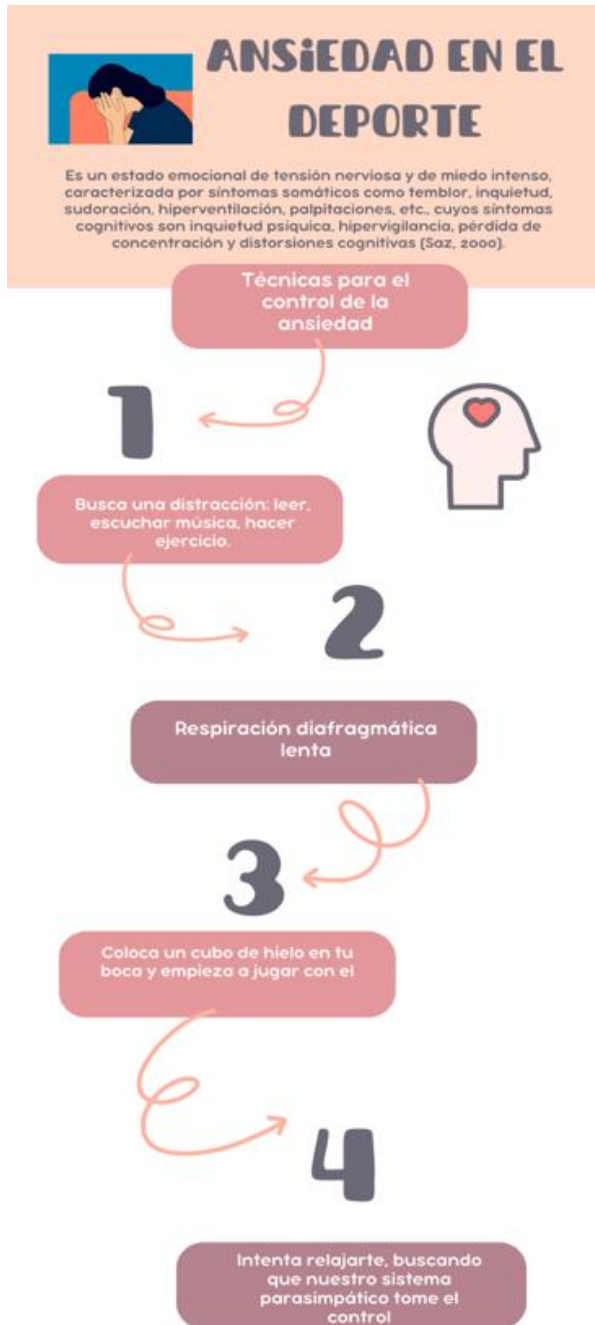 ANSiEDAD EN EL
DEPORTE
Es un estado emocional de tensión nerviosa y de miedo intenso,
caracterizada por síntomas somáticos como temblor, inquietud,
sudoración, hiperventilación, palpitaciones, etc., cuyos síntomas
cognitivos son inquietud psíquica, hipervigilancia, pérdida de
concentración y distorsiones cognitivas (Saz, 2000).
Técnicas para el
control de la
ansiedad
1
Busca una distracción: leer,
escuchar música, hacer
ejercicio.
2
Respiración diafragmática
lenta
3
Coloca un cubo de hielo en tu
boca y empieza a jugar con el
4
Intenta relajarte, buscando
que nuestro sistema
parasimpático tome el
control